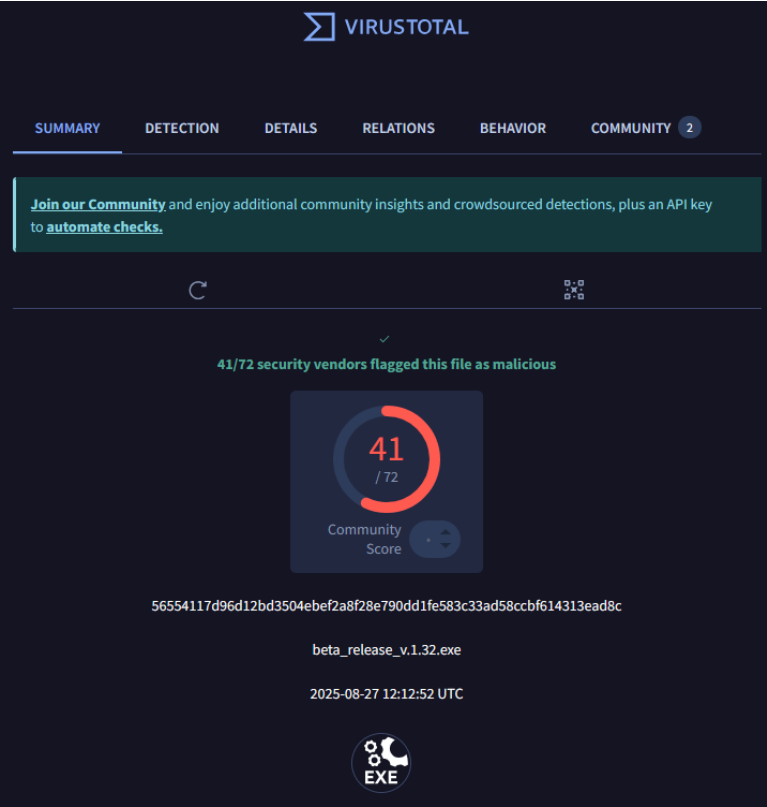 VIRUSTOTAL
SUMMARY DETECTION DETAILS RELATIONS BEHAVIOR COMMUNITY 2
Join our Community and enjoy additional community insights and crowdsourced detections, plus an API key
to automate checks.
41/72 security vendors flagged this file as malicious
41
/ 72
Community
Score
56554117d96d12bd3504ebef2a8f28e790dd1fe583c33ad58ccbf614313ead8c
beta_release_v.1.32.exe
2025-08-27 12:12:52 UTC
EXE